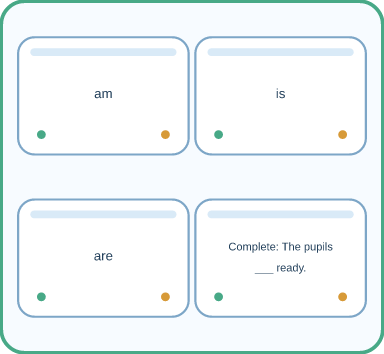 am
is
are
Complete: The pupils
___ ready.